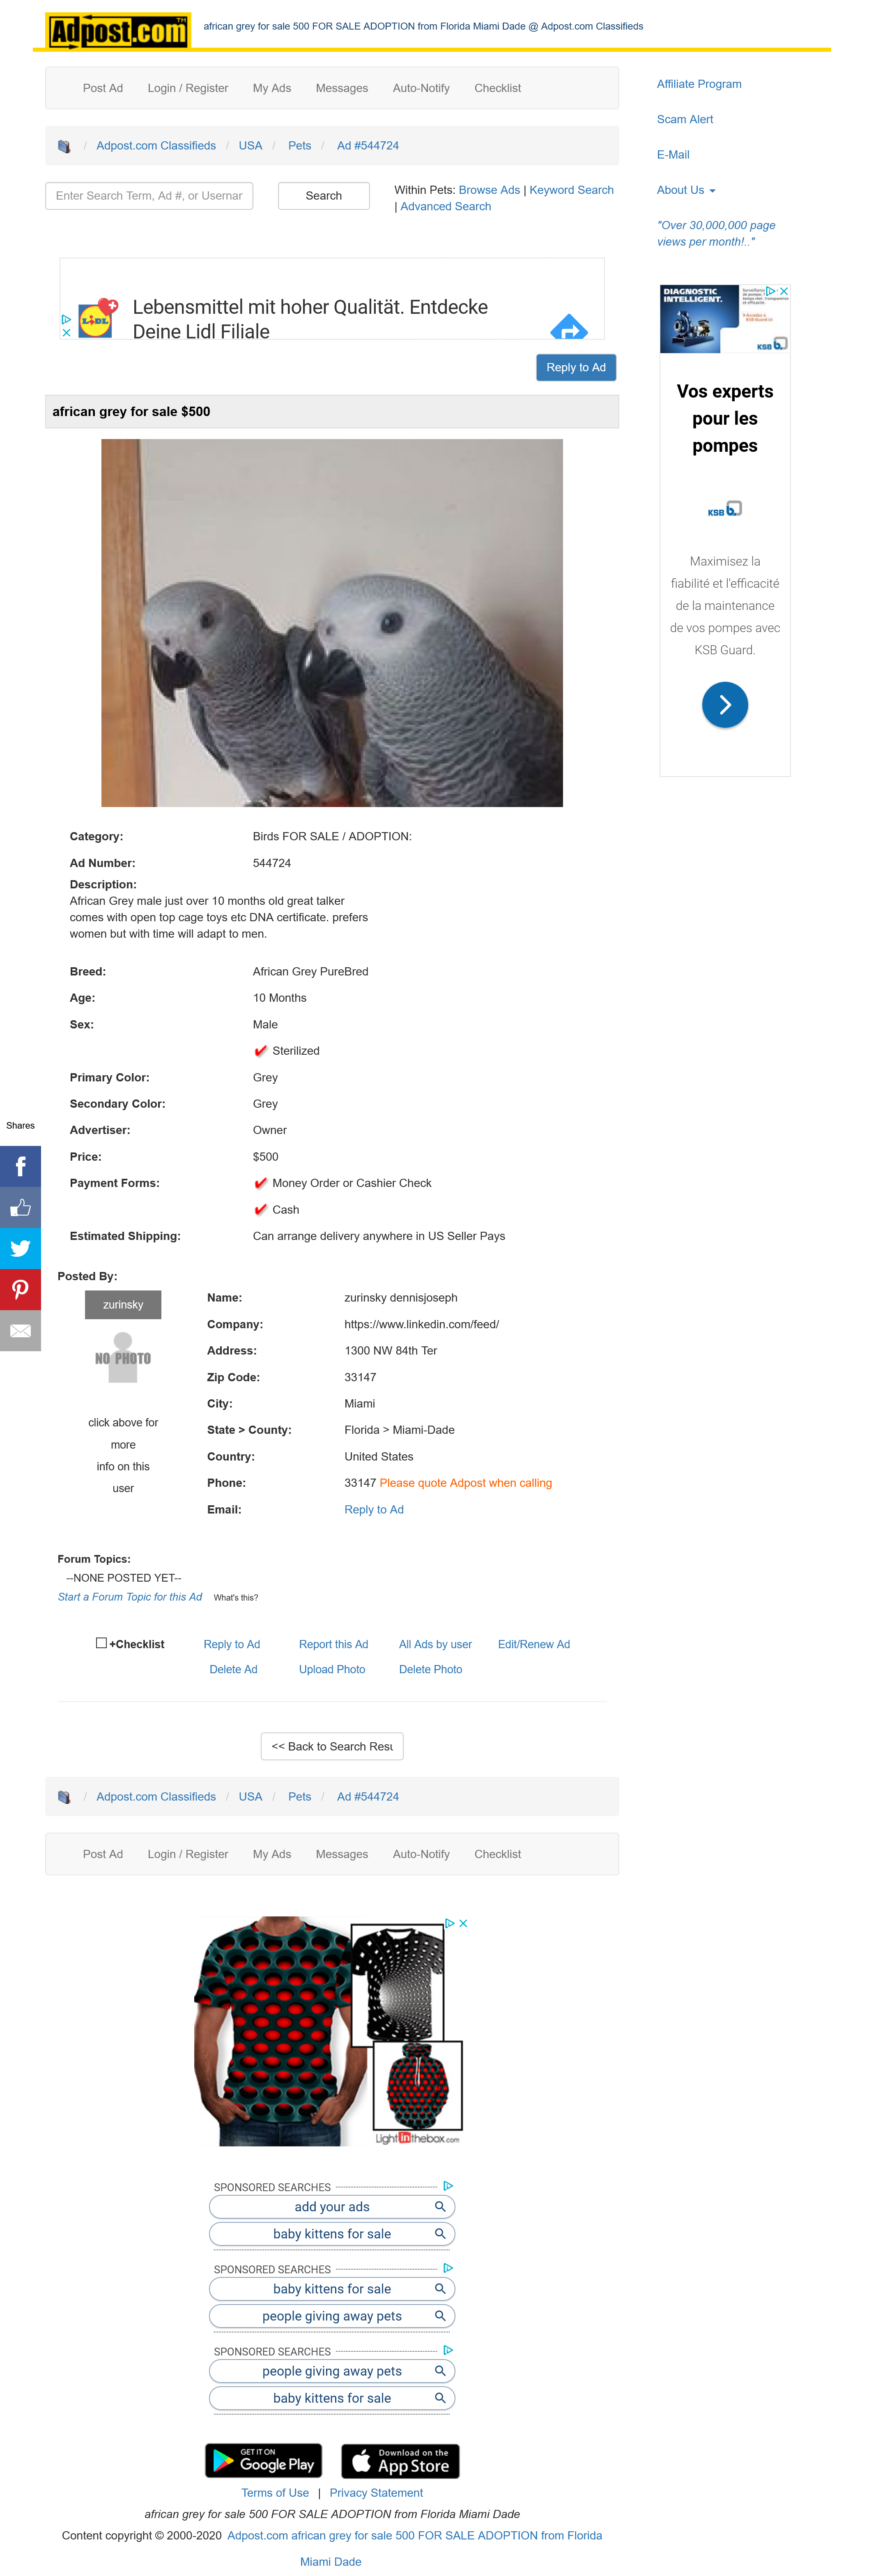 Adpost.com™
african grey for sale 500 FOR SALE ADOPTION from Florida Miami Dade @ Adpost.com Classifieds
Post Ad Login / Register My Ads Messages Auto-Notify Checklist
/ Adpost.com Classifieds / USA / Pets / Ad #544724
Enter Search Term, Ad #, or Usernar
Search
Within Pets: Browse Ads | Keyword Search
| Advanced Search
Affiliate Program
Scam Alert
E-Mail
About Us
"Over 30,000,000 page
views per month!.."
LIDL
Lebensmittel mit hoher Qualität. Entdecke
Deine Lidl Filiale
Reply to Ad
DIAGNOSTIC
INTELLIGENT.
KSB
Vos experts
pour les
pompes
KSB
Maximisez la
fiabilité et l'efficacité
de la maintenance
de vos pompes avec
KSB Guard.
african grey for sale $500
Category: Birds FOR SALE / ADOPTION:
Ad Number: 544724
Description:
African Grey male just over 10 months old great talker
comes with open top cage toys etc DNA certificate. prefers
women but with time will adapt to men.
Breed: African Grey PureBred
Age: 10 Months
Sex: Male
Sterilized
Primary Color: Grey
Secondary Color: Grey
Advertiser: Owner
Price: $500
Payment Forms: Money Order or Cashier Check
Cash
Estimated Shipping: Can arrange delivery anywhere in US Seller Pays
Shares
Posted By:
zurinsky
NO PHOTO
click above for
more
info on this
user
Name: zurinsky dennisjoseph
Company: https://www.linkedin.com/feed/
Address: 1300 NW 84th Ter
Zip Code: 33147
City: Miami
State > County: Florida > Miami-Dade
Country: United States
Phone: 33147 Please quote Adpost when calling
Email: Reply to Ad
Forum Topics:
--NONE POSTED YET--
Start a Forum Topic for this Ad What's this?
+Checklist Reply to Ad Report this Ad All Ads by user Edit/Renew Ad
Delete Ad Upload Photo Delete Photo
<< Back to Search Resu
/ Adpost.com Classifieds / USA / Pets / Ad #544724
Post Ad Login / Register My Ads Messages Auto-Notify Checklist
Lightinthebox.com
SPONSORED SEARCHES
add your ads
baby kittens for sale
SPONSORED SEARCHES
baby kittens for sale
people giving away pets
SPONSORED SEARCHES
people giving away pets
baby kittens for sale
GET IT ON
Google Play
Download on the
App Store
Terms of Use | Privacy Statement
african grey for sale 500 FOR SALE ADOPTION from Florida Miami Dade
Content copyright © 2000-2020 Adpost.com african grey for sale 500 FOR SALE ADOPTION from Florida
Miami Dade